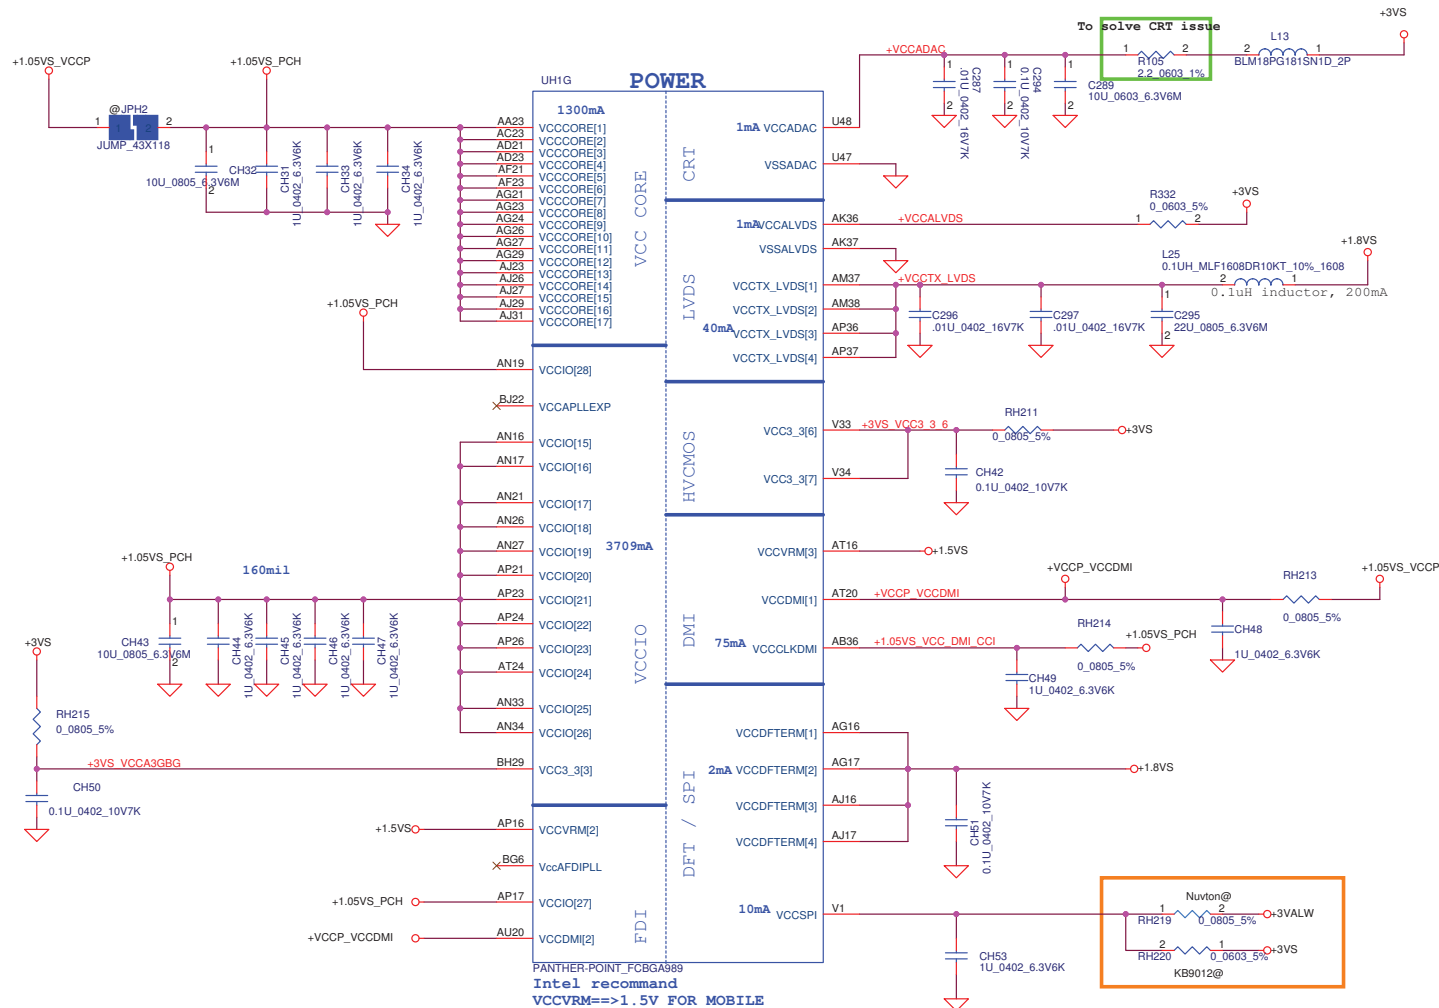 To solve CRT issue
+3VS
+1.05VS_VCCP
+1.05VS_PCH
@JPH2
1
1
2
2
JUMP_43X118
1
CH32
2
10U_0805_6.3V6M
CH31
1U_0402_6.3V6K
CH33
1U_0402_6.3V6K
CH34
1U_0402_6.3V6K
UH1G
POWER
1300mA
AA23 VCCCORE[1]
AC23 VCCCORE[2]
AD21 VCCCORE[3]
AD23 VCCCORE[4]
AF21 VCCCORE[5]
AF23 VCCCORE[6]
AG21 VCCCORE[7]
AG23 VCCCORE[8]
AG24 VCCCORE[9]
AG26 VCCCORE[10]
AG27 VCCCORE[11]
AG29 VCCCORE[12]
AJ23 VCCCORE[13]
AJ26 VCCCORE[14]
AJ27 VCCCORE[15]
AJ29 VCCCORE[16]
AJ31 VCCCORE[17]
VCC CORE
+1.05VS_PCH
AN19 VCCIO[28]
BJ22 VCCAPLLEXP
AN16 VCCIO[15]
AN17 VCCIO[16]
AN21 VCCIO[17]
AN26 VCCIO[18]
AN27 VCCIO[19]
AP21 VCCIO[20]
AP23 VCCIO[21]
AP24 VCCIO[22]
AP26 VCCIO[23]
AT24 VCCIO[24]
AN33 VCCIO[25]
AN34 VCCIO[26]
3709mA
VCCIO
+1.05VS_PCH
160mil
1
CH43
10U_0805_6.3V6M
2
CH44
1U_0402_6.3V6K
CH45
1U_0402_6.3V6K
CH46
1U_0402_6.3V6K
CH47
1U_0402_6.3V6K
+3VS
RH215
0_0805_5%
+3VS_VCCA3GBG
BH29 VCC3_3[3]
CH50
0.1U_0402_10V7K
+1.5VS
AP16 VCCVRM[2]
BG6 VccAFDIPLL
+1.05VS_PCH
AP17 VCCIO[27]
+VCCP_VCCDMI
AU20 VCCDMI[2]
FDI
PANTHER-POINT_FCBGA989
Intel recommand
VCCVRM==>1.5V FOR MOBILE
CRT
1mA VCCADAC U48
VSSADAC U47
+VCCADAC
1
C287
.01U_0402_16V7K
2
1
C294
0.1U_0402_10V7K
2
1
C289
10U_0603_6.3V6M
2
1 2
R105
2.2_0603_1%
L13
2 1
BLM18PG181SN1D_2P
LVDS
1mA VCCALVDS AK36
+VCCALVDS
R332
0_0603_5%
1 2
+3VS
VSSALVDS AK37
+1.8VS
L25
0.1UH_MLF1608DR10KT_10%_1608
2 1
0.1uH inductor, 200mA
VCCTX_LVDS[1] AM37
+VCCTX_LVDS
VCCTX_LVDS[2] AM38
40mA
VCCTX_LVDS[3] AP36
VCCTX_LVDS[4] AP37
C296
.01U_0402_16V7K
C297
.01U_0402_16V7K
1
C295
22U_0805_6.3V6M
2
HVCMOS
VCC3_3[6] V33
+3VS_VCC3_3_6
RH211
0_0805_5%
+3VS
VCC3_3[7] V34
CH42
0.1U_0402_10V7K
DMI
VCCVRM[3] AT16
+1.5VS
+VCCP_VCCDMI
+1.05VS_VCCP
VCCDMI[1] AT20
+VCCP_VCCDMI
RH213
0_0805_5%
CH48
1U_0402_6.3V6K
75mA
VCCCLKDMI AB36
+1.05VS_VCC_DMI_CCI
RH214
0_0805_5%
+1.05VS_PCH
CH49
1U_0402_6.3V6K
DFT / SPI
VCCDFTERM[1] AG16
2mA VCCDFTERM[2] AG17
VCCDFTERM[3] AJ16
VCCDFTERM[4] AJ17
+1.8VS
CH51
0.1U_0402_10V7K
10mA VCCSPI V1
CH53
1U_0402_6.3V6K
Nuvton@
1 2
RH219 0_0805_5%
+3VALW
2 1
RH220 0_0603_5%
+3VS
KB9012@